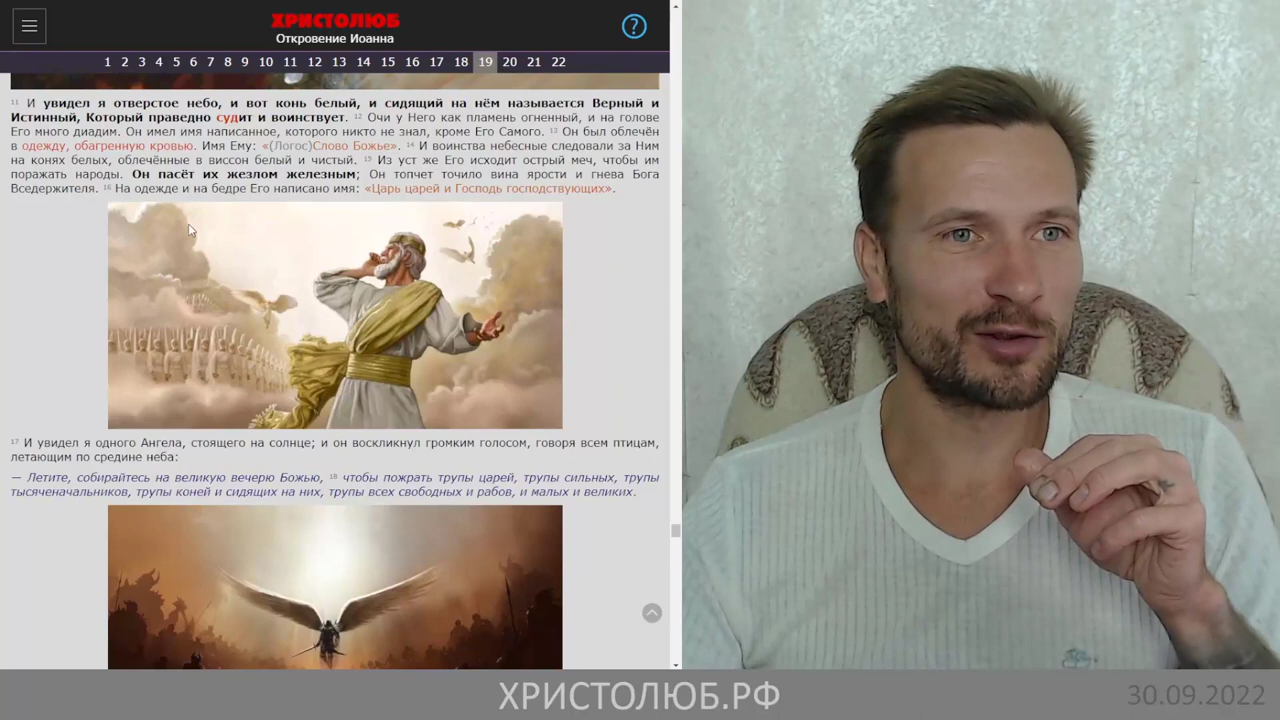 ХРИСТОЛЮБ
Откровение Иоанна
?
1 2 3 4 5 6 7 8 9 10 11 12 13 14 15 16 17 18 19 20 21 22
11 И увидел я отверстое небо, и вот конь белый, и сидящий на нём называется Верный и
Истинный, Который праведно судит и воинствует. 12 Очи у Него как пламень огненный, и на голове
Его много диадим. Он имел имя написанное, которого никто не знал, кроме Его Самого. 13 Он был облечён
в одежду, обагренную кровью. Имя Ему: «(Логос)Слово Божье». 14 И воинства небесные следовали за Ним
на конях белых, облечённые в виссон белый и чистый. 15 Из уст же Его исходит острый меч, чтобы им
поражать народы. Он пасёт их жезлом железным; Он топчет точило вина ярости и гнева Бога
Вседержителя. 16 На одежде и на бедре Его написано имя: «Царь царей и Господь господствующих».
17 И увидел я одного Ангела, стоящего на солнце; и он воскликнул громким голосом, говоря всем птицам,
летающим по средине неба:
— Летите, собирайтесь на великую вечерю Божью, 18 чтобы пожрать трупы царей, трупы сильных, трупы
тысяченачальников, трупы коней и сидящих на них, трупы всех свободных и рабов, и малых и великих.
ХРИСТОЛЮБ.РФ
30.09.2022